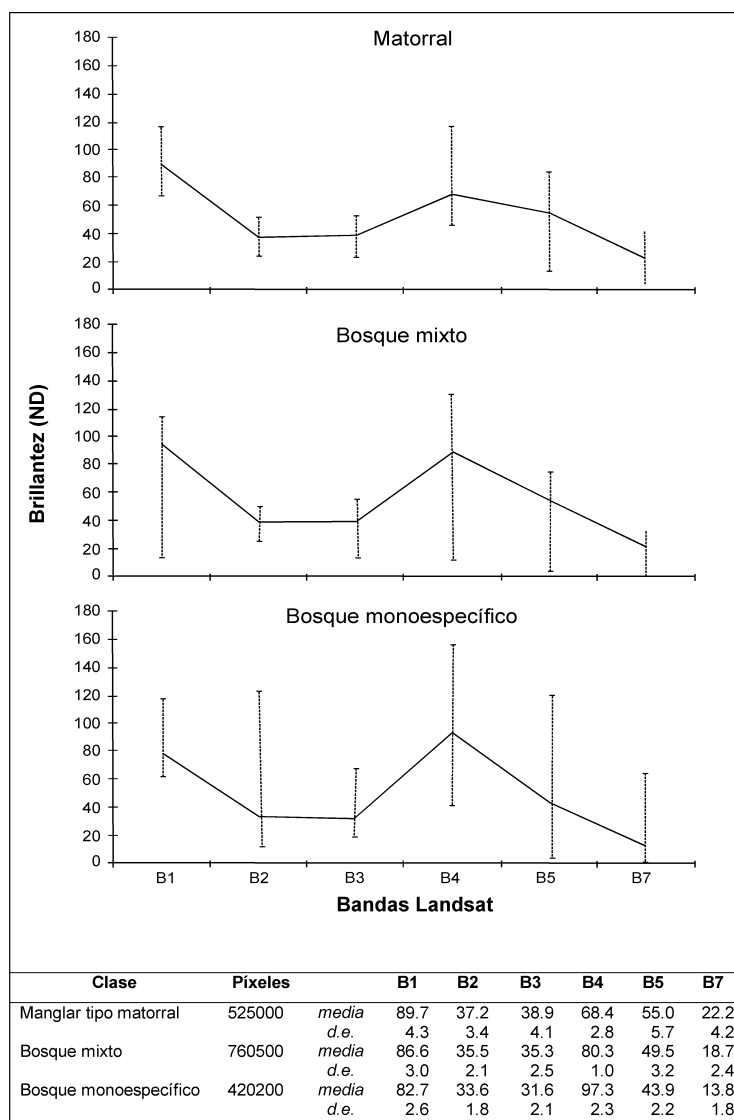 Matorral
180
160
140
120
100
80
60
40
20
0
Bosque mixto
180
160
140
120
100
80
60
40
20
0
Brillantez (ND)
Bosque monoespecífico
180
160
140
120
100
80
60
40
20
0
B1 B2 B3 B4 B5 B7
Bandas Landsat
Clase Píxeles B1 B2 B3 B4 B5 B7
Manglar tipo matorral 525000 media 89.7 37.2 38.9 68.4 55.0 22.2
d.e. 4.3 3.4 4.1 2.8 5.7 4.2
Bosque mixto 760500 media 86.6 35.5 35.3 80.3 49.5 18.7
d.e. 3.0 2.1 2.5 1.0 3.2 2.4
Bosque monoespecífico 420200 media 82.7 33.6 31.6 97.3 43.9 13.8
d.e. 2.6 1.8 2.1 2.3 2.2 1.8